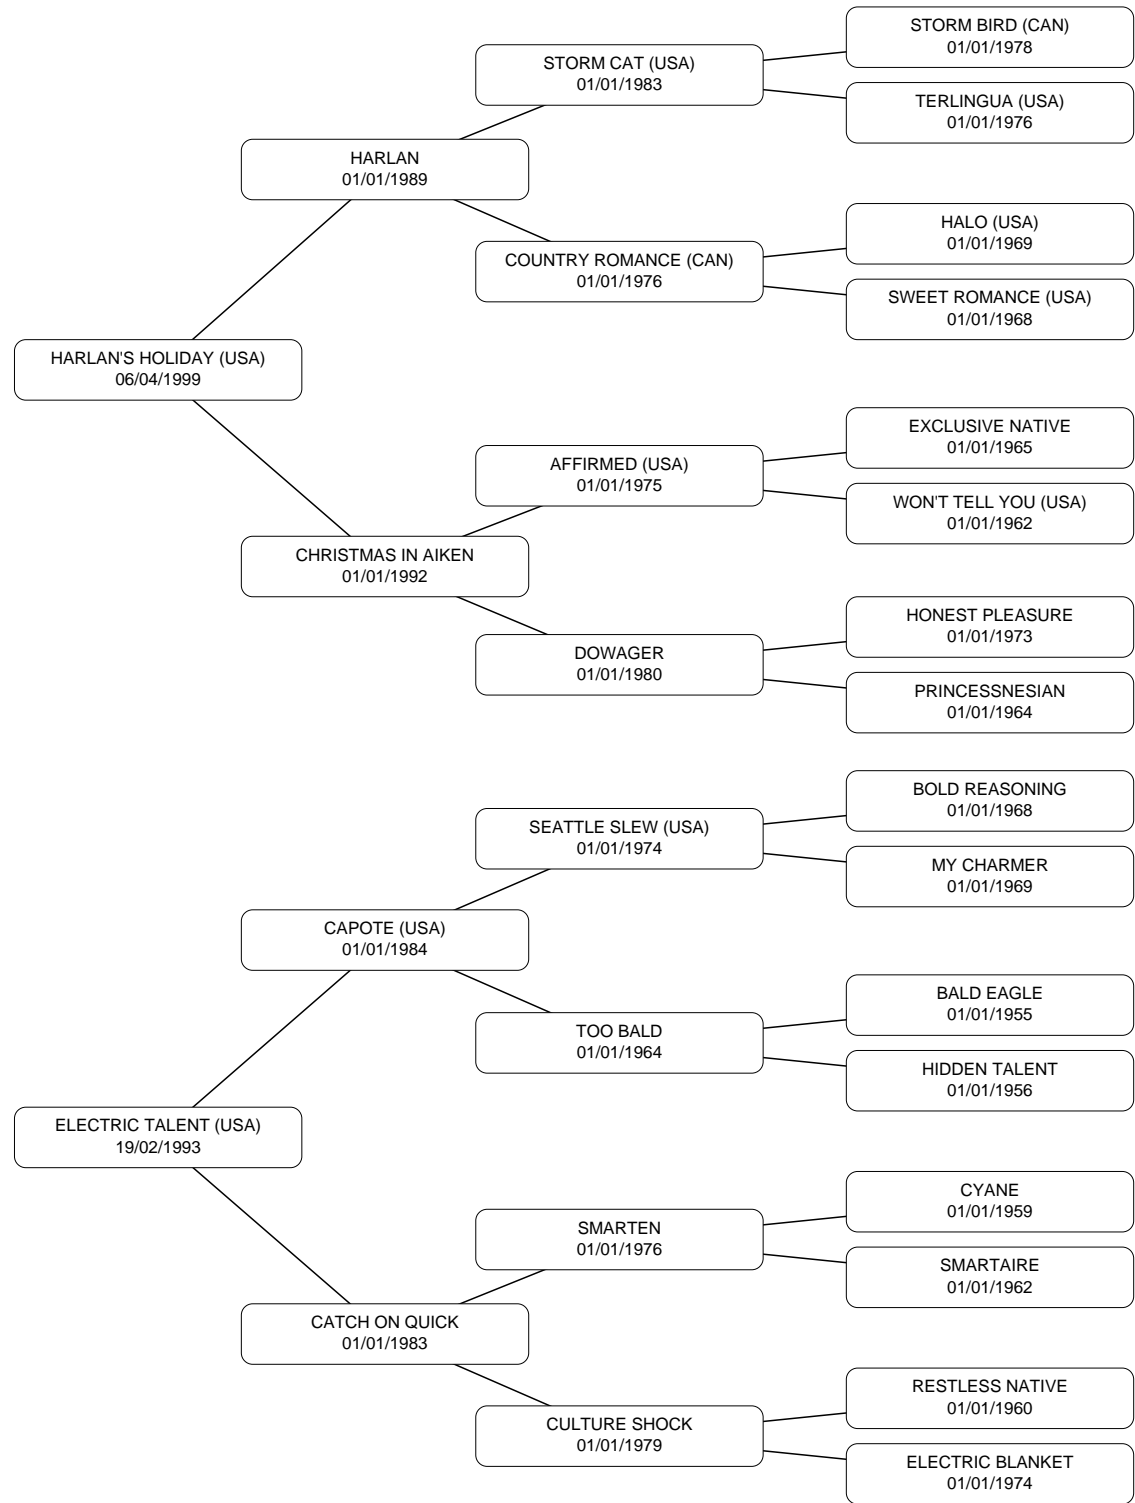 STORM BIRD (CAN)
01/01/1978
STORM CAT (USA)
01/01/1983
TERLINGUA (USA)
01/01/1976
HARLAN
01/01/1989
HALO (USA)
01/01/1969
COUNTRY ROMANCE (CAN)
01/01/1976
SWEET ROMANCE (USA)
01/01/1968
HARLAN'S HOLIDAY (USA)
06/04/1999
EXCLUSIVE NATIVE
01/01/1965
AFFIRMED (USA)
01/01/1975
WON'T TELL YOU (USA)
01/01/1962
CHRISTMAS IN AIKEN
01/01/1992
HONEST PLEASURE
01/01/1973
DOWAGER
01/01/1980
PRINCESSNESIAN
01/01/1964
BOLD REASONING
01/01/1968
SEATTLE SLEW (USA)
01/01/1974
MY CHARMER
01/01/1969
CAPOTE (USA)
01/01/1984
BALD EAGLE
01/01/1955
TOO BALD
01/01/1964
HIDDEN TALENT
01/01/1956
ELECTRIC TALENT (USA)
19/02/1993
CYANE
01/01/1959
SMARTEN
01/01/1976
SMARTAIRE
01/01/1962
CATCH ON QUICK
01/01/1983
RESTLESS NATIVE
01/01/1960
CULTURE SHOCK
01/01/1979
ELECTRIC BLANKET
01/01/1974